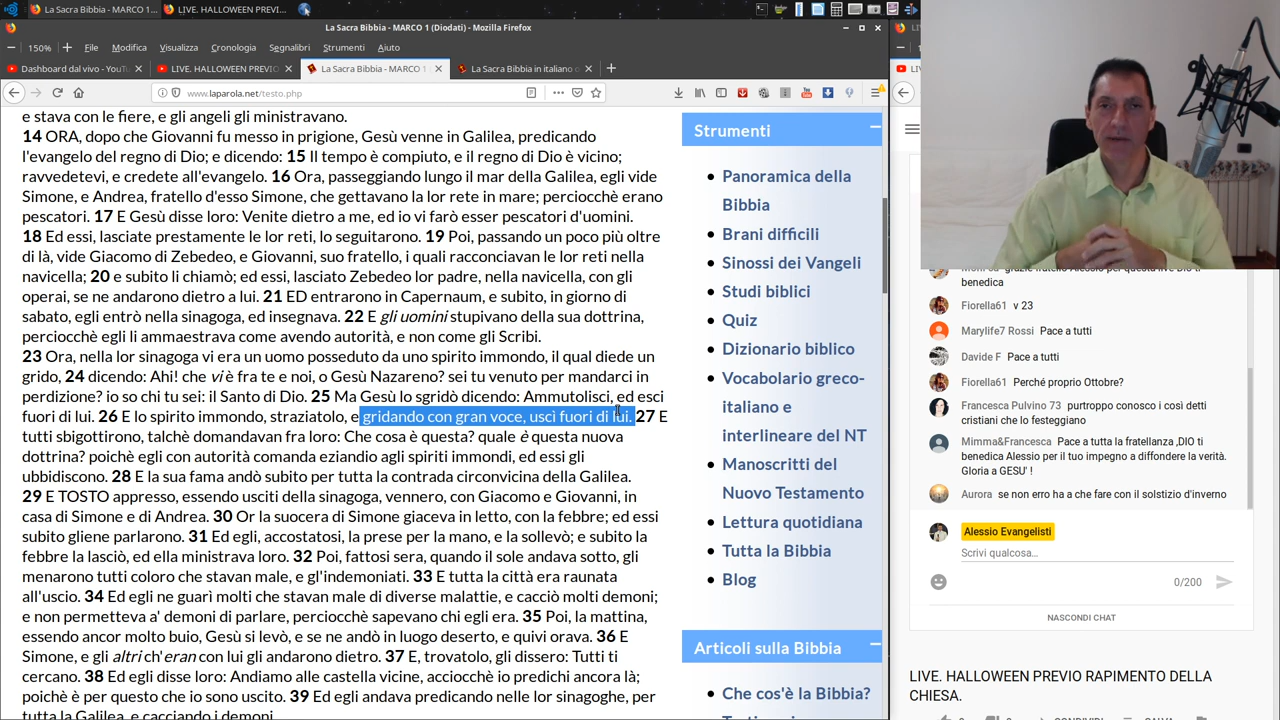 La Sacra Bibbia - MARCO 1...
LIVE. HALLOWEEN PREVI...
La Sacra Bibbia - MARCO 1 (Diodati) - Mozilla Firefox
150%
File Modifica Visualizza Cronologia Segnalibri Strumenti Aiuto
Dashboard dal vivo - YouTu
LIVE. HALLOWEEN PREVIO
La Sacra Bibbia - MARCO 1
La Sacra Bibbia in italiano o
www.laparola.net/testo.php
e stava con le fiere, e gli angeli gli ministravano.
14 ORA, dopo che Giovanni fu messo in prigione, Gesù venne in Galilea, predicando
l'evangelo del regno di Dio; e dicendo: 15 Il tempo è compiuto, e il regno di Dio è vicino;
ravvedetevi, e credete all'evangelo. 16 Ora, passeggiando lungo il mar della Galilea, egli vide
Simone, e Andrea, fratello d'esso Simone, che gettavano la lor rete in mare; perciocchè erano
pescatori. 17 E Gesù disse loro: Venite dietro a me, ed io vi farò esser pescatori d'uomini.
18 Ed essi, lasciate prestamente le lor reti, lo seguitarono. 19 Poi, passando un poco più oltre
di là, vide Giacomo di Zebedeo, e Giovanni, suo fratello, i quali racconciavan le lor reti nella
navicella; 20 e subito li chiamò; ed essi, lasciato Zebedeo lor padre, nella navicella, con gli
operai, se ne andarono dietro a lui. 21 ED entrarono in Capernaum, e subito, in giorno di
sabato, egli entrò nella sinagoga, ed insegnava. 22 E gli uomini stupivano della sua dottrina,
perciocchè egli li ammaestrava come avendo autorità, e non come gli Scribi.
23 Ora, nella lor sinagoga vi era un uomo posseduto da uno spirito immondo, il qual diede un
grido, 24 dicendo: Ahi! che vi è fra te e noi, o Gesù Nazareno? sei tu venuto per mandarci in
perdizione? io so chi tu sei: il Santo di Dio. 25 Ma Gesù lo sgridò dicendo: Ammutolisci, ed esci
fuori di lui. 26 E lo spirito immondo, straziatolo, e gridando con gran voce, uscì fuori di lui. 27 E
tutti sbigottirono, talchè domandavan fra loro: Che cosa è questa? quale è questa nuova
dottrina? poichè egli con autorità comanda eziandio agli spiriti immondi, ed essi gli
ubbidiscono. 28 E la sua fama andò subito per tutta la contrada circonvicina della Galilea.
29 E TOSTO appresso, essendo usciti della sinagoga, vennero, con Giacomo e Giovanni, in
casa di Simone e di Andrea. 30 Or la suocera di Simone giaceva in letto, con la febbre; ed essi
subito gliene parlarono. 31 Ed egli, accostatosi, la prese per la mano, e la sollevò; e subito la
febbre la lasciò, ed ella ministrava loro. 32 Poi, fattosi sera, quando il sole andava sotto, gli
menarono tutti coloro che stavan male, e gl'indemoniati. 33 E tutta la città era raunata
all'uscio. 34 Ed egli ne guarì molti che stavan male di diverse malattie, e cacciò molti demoni;
e non permetteva a' demoni di parlare, perciocchè sapevano chi egli era. 35 Poi, la mattina,
essendo ancor molto buio, Gesù si levò, e se ne andò in luogo deserto, e quivi orava. 36 E
Simone, e gli altri ch'eran con lui gli andarono dietro. 37 E, trovatolo, gli dissero: Tutti ti
cercano. 38 Ed egli disse loro: Andiamo alle castella vicine, acciocchè io predichi ancora là;
poichè è per questo che io sono uscito. 39 Ed egli andava predicando nelle lor sinagoghe, per
tutta la Galilea, e cacciando i demoni.
Strumenti
Panoramica della
Bibbia
Brani difficili
Sinossi dei Vangeli
Studi biblici
Quiz
Dizionario biblico
Vocabolario greco-
italiano e
interlineare del NT
Manoscritti del
Nuovo Testamento
Lettura quotidiana
Tutta la Bibbia
Blog
Articoli sulla Bibbia
Che cos'è la Bibbia?
grazie fratello Alessio per questa live DIO ti
benedica
Fiorella61 v 23
Marylife7 Rossi Pace a tutti
Davide F Pace a tutti
Fiorella61 Perché proprio Ottobre?
Francesca Pulvino 73 purtroppo conosco i così detti
cristiani che lo festeggiano
Mimma&Francesca Pace a tutta la fratellanza ,DIO ti
benedica Alessio per il tuo impegno a diffondere la verità.
Gloria a GESU' !
Aurora se non erro ha a che fare con il solstizio d'inverno
Alessio Evangelisti
Scrivi qualcosa...
0/200
NASCONDI CHAT
LIVE. HALLOWEEN PREVIO RAPIMENTO DELLA
CHIESA.